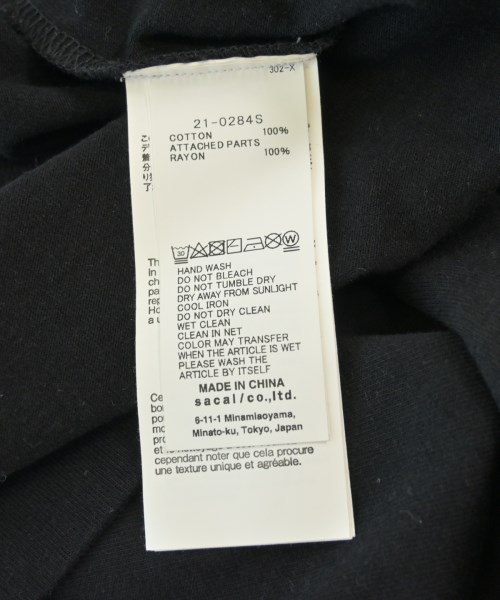 302-X
21-0284S
COTTON 100%
ATTACHED PARTS
RAYON 100%
30
W
HAND WASH
DO NOT BLEACH
DO NOT TUMBLE DRY
DRY AWAY FROM SUNLIGHT
COOL IRON
DO NOT DRY CLEAN
WET CLEAN
CLEAN IN NET
COLOR MAY TRANSFER
WHEN THE ARTICLE IS WET
PLEASE WASH THE
ARTICLE BY ITSELF
MADE IN CHINA
sacai/co.,ltd.
6-11-1 Minamiaoyama,
Minato-ku, Tokyo, Japan
cependant noter que cela procure
une texture unique et agréable.